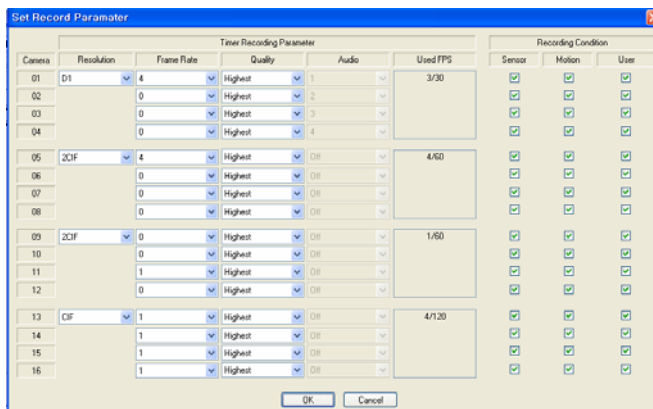 Set Record Paramater
Timer Recording Parameter Recording Condition
Camera Resolution Frame Rate Quality Audio Used FPS Sensor Motion User
01 D1 4 Highest 1 3/30
02 0 Highest 2
03 0 Highest 3
04 0 Highest 4
05 2CIF 4 Highest Off 4/60
06 0 Highest Off
07 0 Highest Off
08 0 Highest Off
09 2CIF 0 Highest Off 1/60
10 0 Highest Off
11 1 Highest Off
12 0 Highest Off
13 CIF 1 Highest Off 4/120
14 1 Highest Off
15 1 Highest Off
16 1 Highest Off
OK Cancel